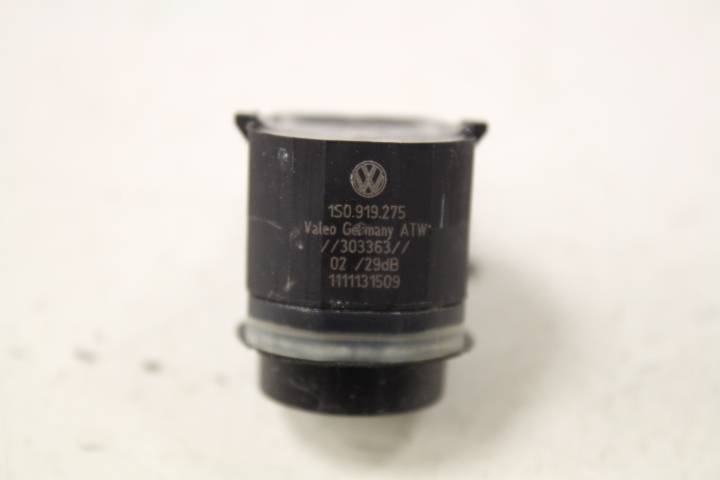 1S0.919.275
Valeo Germany ATW
//303363//
02 /29dB
1111131509